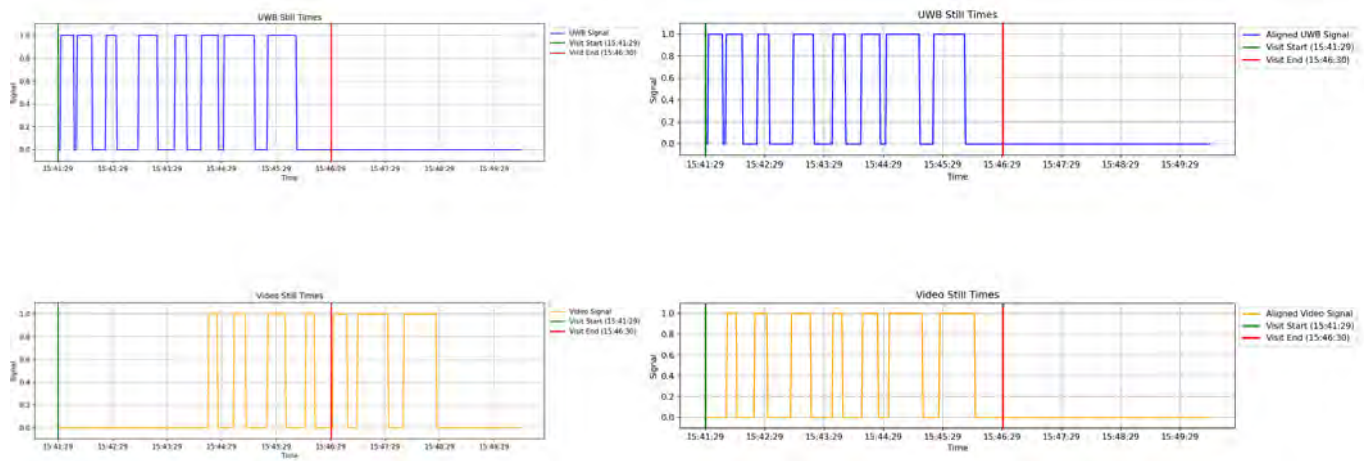 UWB Still Times
UWB Signal
Visit Start (15:41:29)
Visit End (15:46:30)
Signal
1.0
0.8
0.6
0.4
0.2
0.0
15:41:29 15:42:29 15:43:29 15:44:29 15:45:29 15:46:29 15:47:29 15:48:29 15:49:29
Time
UWB Still Times
Aligned UWB Signal
Visit Start (15:41:29)
Visit End (15:46:30)
Signal
1.0
0.8
0.6
0.4
0.2
0.0
15:41:29 15:42:29 15:43:29 15:44:29 15:45:29 15:46:29 15:47:29 15:48:29 15:49:29
Time
Video Still Times
Video Signal
Visit Start (15:41:29)
Visit End (15:46:30)
Signal
1.0
0.8
0.6
0.4
0.2
0.0
15:41:29 15:42:29 15:43:29 15:44:29 15:45:29 15:46:29 15:47:29 15:48:29 15:49:29
Time
Video Still Times
Aligned Video Signal
Visit Start (15:41:29)
Visit End (15:46:30)
Signal
1.0
0.8
0.6
0.4
0.2
0.0
15:41:29 15:42:29 15:43:29 15:44:29 15:45:29 15:46:29 15:47:29 15:48:29 15:49:29
Time